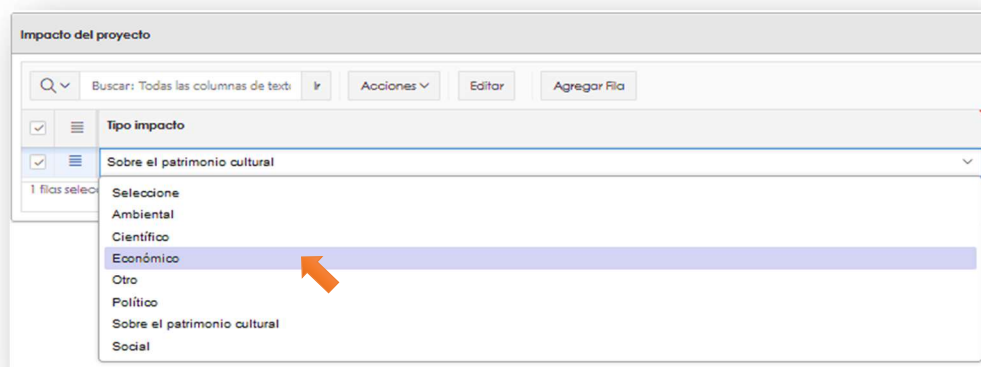 Impacto del proyecto
Buscar: Todas las columnas de text Ir Acciones Editar Agregar Fila
Tipo impacto
Sobre el patrimonio cultural
1 filas selec
Seleccione
Ambiental
Científico
Económico
Otro
Político
Sobre el patrimonio cultural
Social